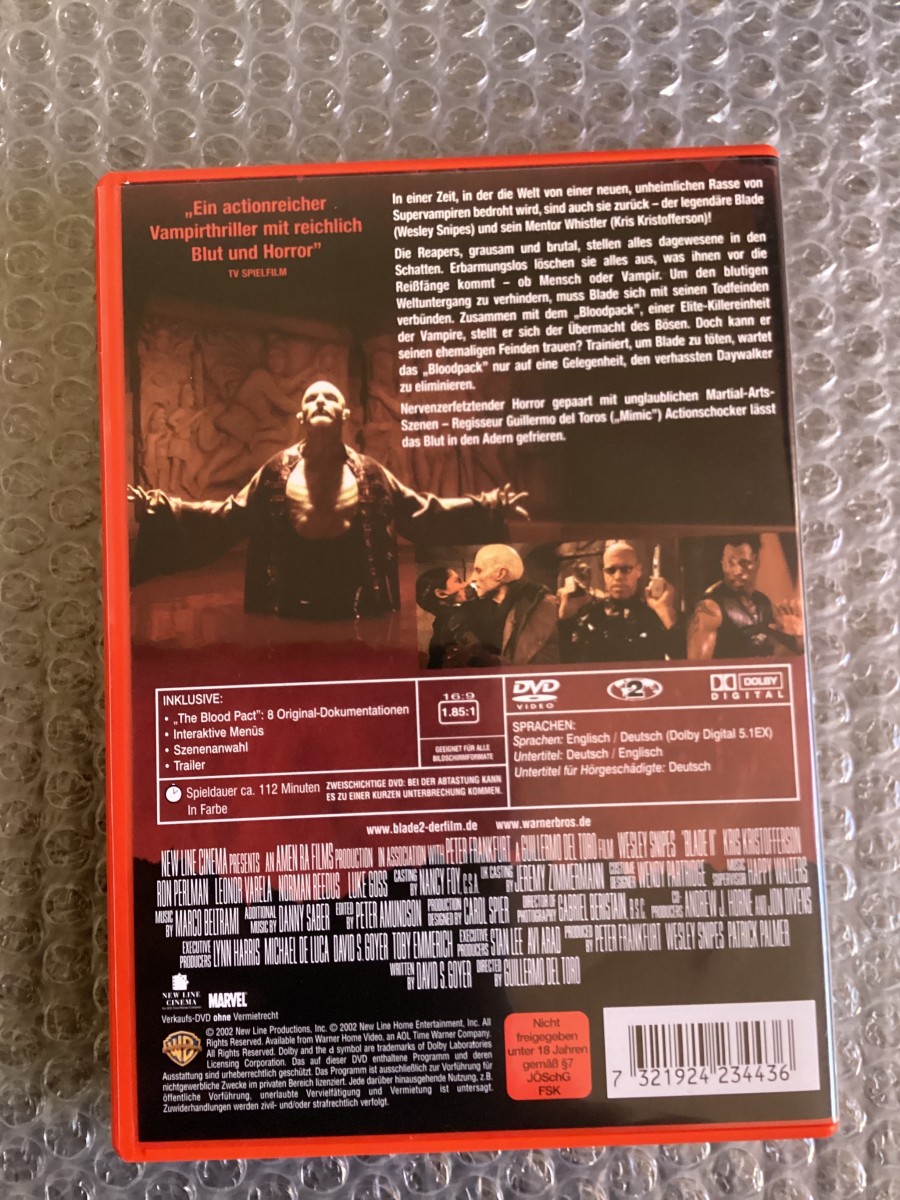 „Ein actionreicher
Vampirthriller mit reichlich
Blut und Horror”
TV SPIELFILM
In einer Zeit, in der die Welt von einer neuen, unheimlichen Rasse von
Supervampiren bedroht wird, sind auch sie zurück – der legendäre Blade
(Wesley Snipes) und sein Mentor Whistler (Kris Kristofferson)!
Die Reapers, grausam und brutal, stellen alles dagewesene in den
Schatten. Erbarmungslos löschen sie alles aus, was ihnen vor die
Reißfänge kommt – ob Mensch oder Vampir. Um den blutigen
Weltuntergang zu verhindern, muss Blade sich mit seinen Todfeinden
verbünden. Zusammen mit dem „Bloodpack”, einer Elite-Killereinheit
der Vampire, stellt er sich der Übermacht des Bösen. Doch kann er
seinen ehemaligen Feinden trauen? Trainiert, um Blade zu töten, wartet
das „Bloodpack” nur auf eine Gelegenheit, den verhassten Daywalker
zu eliminieren.
Nervenzerfetztender Horror gepaart mit unglaublichen Martial-Arts-
Szenen – Regisseur Guillermo del Toros („Mimic”) Actionschocker lässt
das Blut in den Adern gefrieren.
INKLUSIVE:
• „The Blood Pact”: 8 Original-Dokumentationen
• Interaktive Menüs
• Szenenanwahl
• Trailer
Spieldauer ca. 112 Minuten
In Farbe
ZWEISCHICHTIGE DVD: BEI DER ABTASTUNG KANN
ES ZU EINER KURZEN UNTERBRECHUNG KOMMEN.
16:9
1.85:1
GEEIGNET FÜR ALLE
BILDSCHIRMFORMATE
DVD
VIDEO
2
DOLBY
DIGITAL
SPRACHEN:
Sprachen: Englisch / Deutsch (Dolby Digital 5.1EX)
Untertitel: Deutsch / Englisch
Untertitel für Hörgeschädigte: Deutsch
www.blade2-derfilm.de www.warnerbros.de
NEW LINE CINEMA PRESENTS AN AMEN RA FILMS PRODUCTION IN ASSOCIATION WITH PETER FRANKFURT A GUILLERMO DEL TORO FILM WESLEY SNIPES "BLADE II" KRIS KRISTOFFERSON
RON PERLMAN LEONOR VARELA NORMAN REEDUS LUKE GOSS CASTING BY NANCY FOY, C.S.A. UK CASTING BY JEREMY ZIMMERMANN COSTUME DESIGNER WENDY PARTRIDGE MUSIC SUPERVISOR HAPPY WALTERS
MUSIC BY MARCO BELTRAMI ADDITIONAL MUSIC BY DANNY SABER EDITED BY PETER AMUNDSON PRODUCTION DESIGNED BY CAROL SPIER DIRECTOR OF PHOTOGRAPHY GABRIEL BERISTAIN, B.S.C. CO-PRODUCERS ANDREW J. HORNE AND JON DIVENS
EXECUTIVE PRODUCERS LYNN HARRIS MICHAEL DE LUCA DAVID S. GOYER TOBY EMMERICH EXECUTIVE PRODUCERS STAN LEE AVI ARAD PRODUCED BY PETER FRANKFURT WESLEY SNIPES PATRICK PALMER
WRITTEN BY DAVID S. GOYER DIRECTED BY GUILLERMO DEL TORO
NEW LINE CINEMA
MARVEL
Verkaufs-DVD ohne Vermietrecht
WB
© 2002 New Line Productions, Inc. © 2002 New Line Home Entertainment, Inc. All
Rights Reserved. Available from Warner Home Video, an AOL Time Warner Company.
All Rights Reserved. Dolby and the d symbol are trademarks of Dolby Laboratories
Licensing Corporation. Das auf dieser DVD enthaltene Programm und deren
Ausstattung sind urheberrechtlich geschützt. Das Programm ist ausschließlich zur Vorführung für
nichtgewerbliche Zwecke im privaten Bereich lizenziert. Jede darüber hinausgehende Nutzung, z.B.
öffentliche Vorführung, unerlaubte Vervielfältigung und Vermietung ist untersagt.
Zuwiderhandlungen werden zivil- und/oder strafrechtlich verfolgt.
Nicht
freigegeben
unter 18 Jahren
gemäß §7
JÖSchG
FSK
7 321924 234436